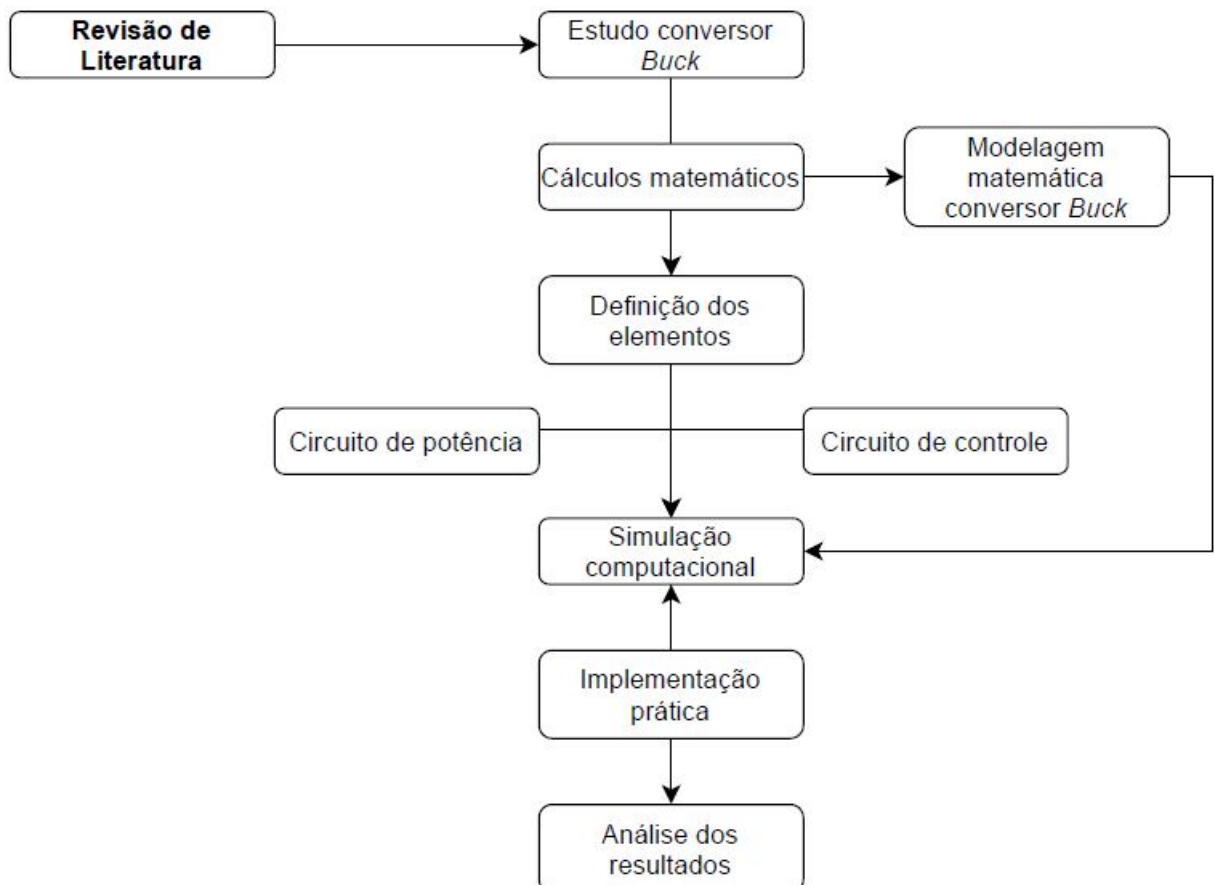 Revisão de
Literatura
Estudo conversor
Buck
Cálculos matemáticos
Modelagem
matemática
conversor Buck
Definição dos
elementos
Circuito de potência
Circuito de controle
Simulação
computacional
Implementação
prática
Análise dos
resultados